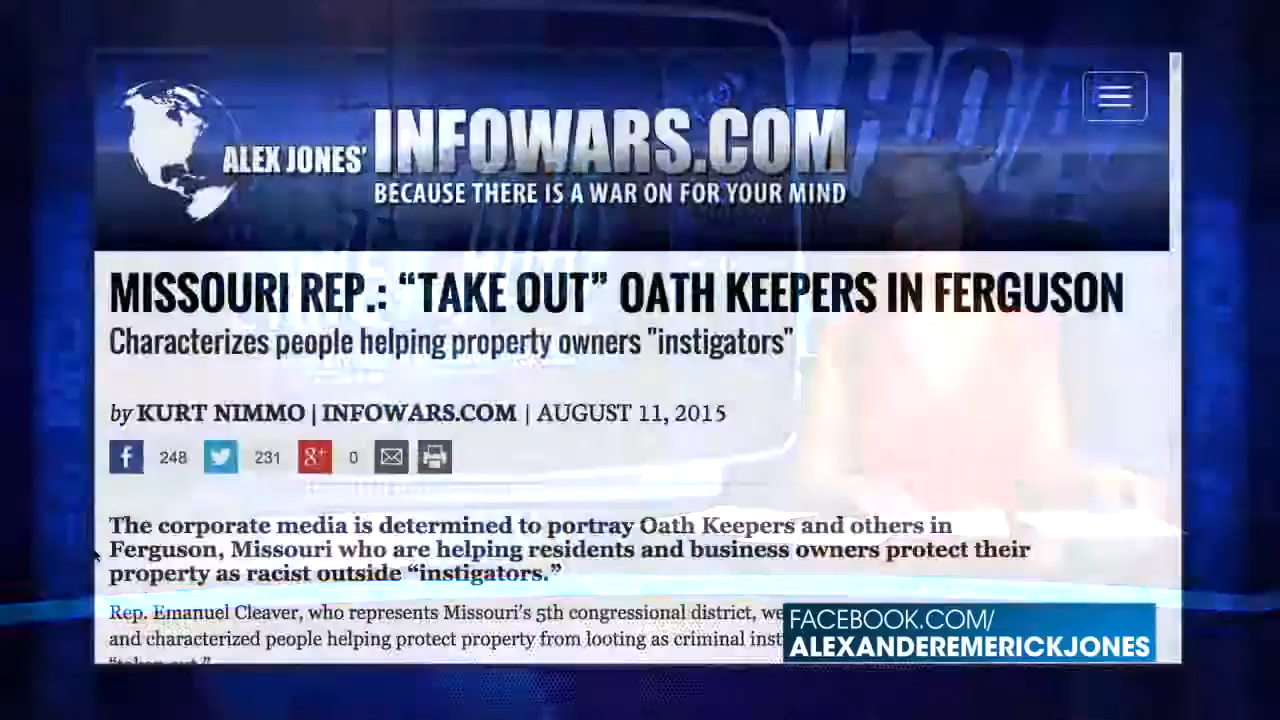 ALEX JONES' INFOWARS.COM
BECAUSE THERE IS A WAR ON FOR YOUR MIND
MISSOURI REP.: “TAKE OUT” OATH KEEPERS IN FERGUSON
Characterizes people helping property owners "instigators"
by KURT NIMMO | INFOWARS.COM | AUGUST 11, 2015
f 248 231 8+ 0
The corporate media is determined to portray Oath Keepers and others in
Ferguson, Missouri who are helping residents and business owners protect their
property as racist outside “instigators.”
Rep. Emanuel Cleaver, who represents Missouri’s 5th congressional district, we
and characterized people helping protect property from looting as criminal inst
FACEBOOK.COM/
ALEXANDEREMERICKJONES